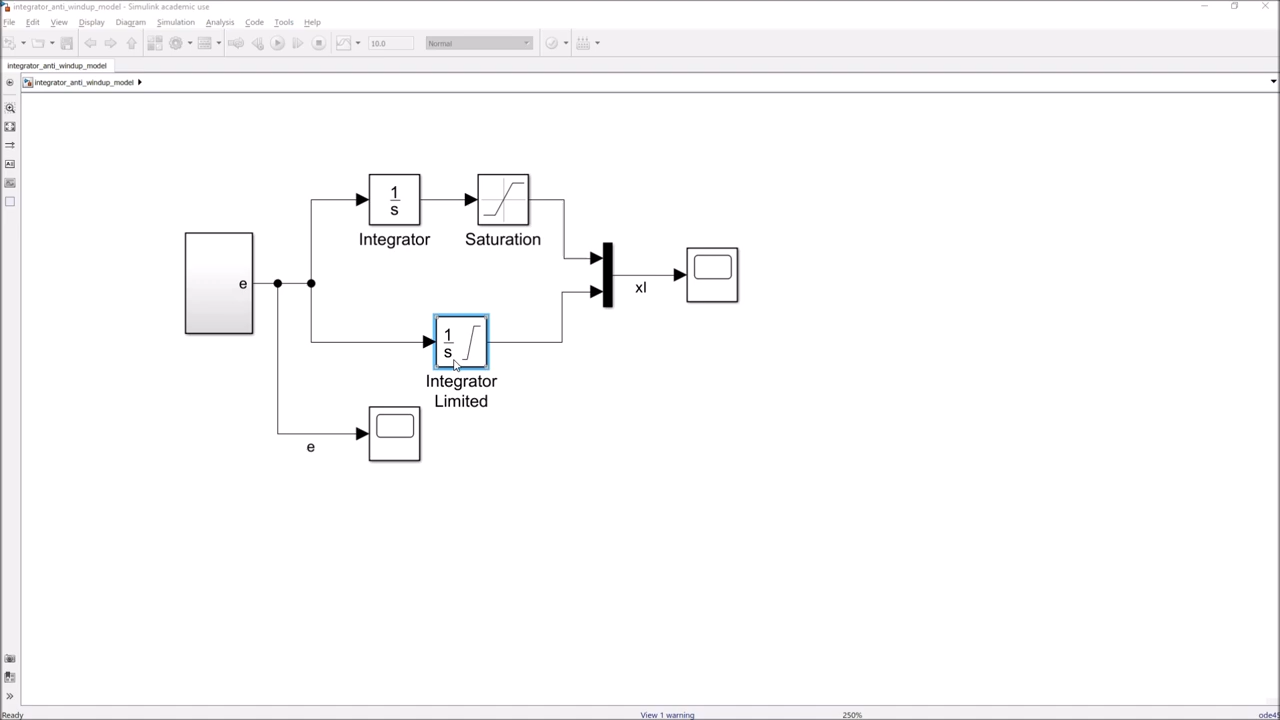 integrator_anti_windup_model - Simulink academic use
File Edit View Display Diagram Simulation Analysis Code Tools Help
10.0 Normal
integrator_anti_windup_model
integrator_anti_windup_model
1
s
Integrator
Saturation
e
xI
1
s
Integrator
Limited
e
Ready View 1 warning 250%